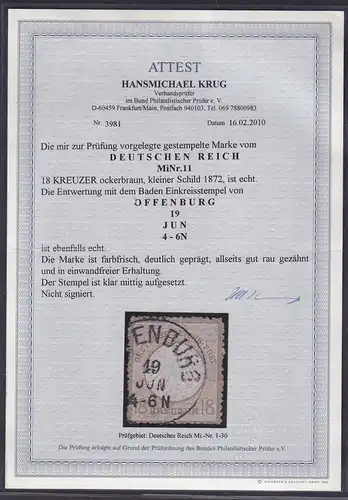 ATTEST
HANSMICHAEL KRUG
Verbandsprüfer
im Bund Philatelistischer Prüfer e.V.
D-60459 Frankfurt/Main, Postfach 940103, Tel. 069 78800983
Nr. 3981 Datum 16.02.2010
Die mir zur Prüfung vorgelegte gestempelte Marke vom
DEUTSCHEN REICH
MiNr.11
18 KREUZER ockerbraun, kleiner Schild 1872, ist echt.
Die Entwertung mit dem Baden Einkreisstempel von
OFFENBURG
19
JUN
4-6N
ist ebenfalls echt.
Die Marke ist farbfrisch, deutlich geprägt, allseits gut rau gezähnt
und in einwandfreier Erhaltung.
Der Stempel ist klar mittig aufgesetzt.
Nicht signiert.
ENBURG
19
JUN
4-6N
18 18
Prüfgebiet: Deutsches Reich Mi.-Nr. 1-30
Die Prüfung erfolgte auf Grund der Prüfordnung des Bundes Philatelistischer Prüfer e.V.